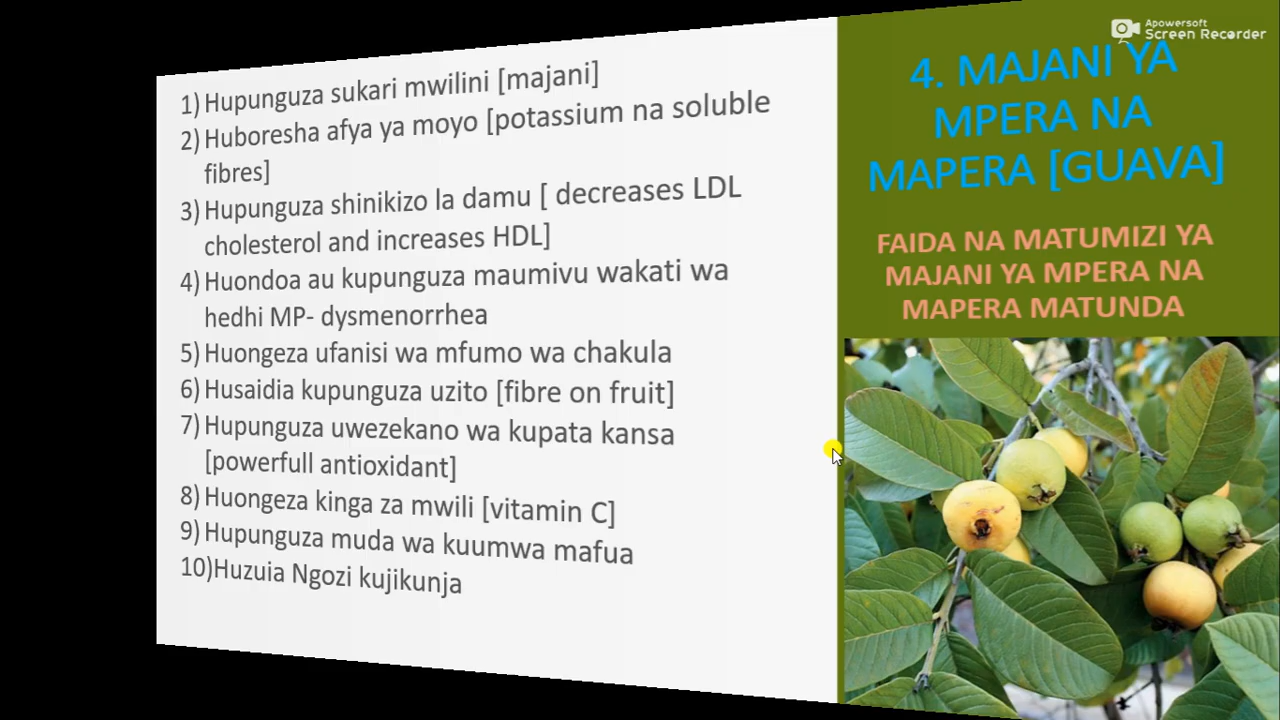 1) Hupunguza sukari mwilini [majani]
2) Huboresha afya ya moyo [potassium na soluble
fibres]
3) Hupunguza shinikizo la damu [ decreases LDL
cholesterol and increases HDL]
4) Huondoa au kupunguza maumivu wakati wa
hedhi MP- dysmenorrhea
5) Huongeza ufanisi wa mfumo wa chakula
6) Husaidia kupunguza uzito [fibre on fruit]
7) Hupunguza uwezekano wa kupata kansa
[powerfull antioxidant]
8) Huongeza kinga za mwili [vitamin C]
9) Hupunguza muda wa kuumwa mafua
10)Huzuia Ngozi kujikunja
Apowersoft
Screen Recorder
4. MAJANI YA
MPERA NA
MAPERA [GUAVA]
FAIDA NA MATUMIZI YA
MAJANI YA MPERA NA
MAPERA MATUNDA